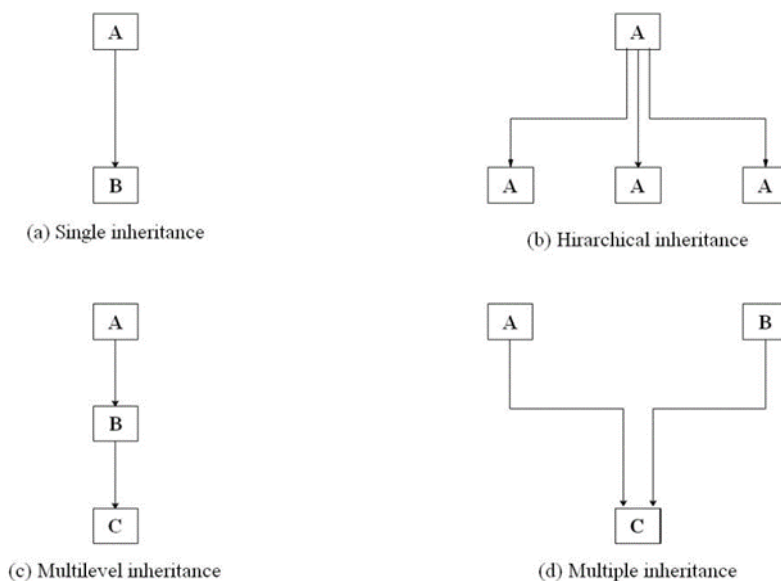 A
A
B
A
A
A
(a) Single inheritance
(b) Hirarchical inheritance
A
A
B
B
C
C
(c) Multilevel inheritance
(d) Multiple inheritance